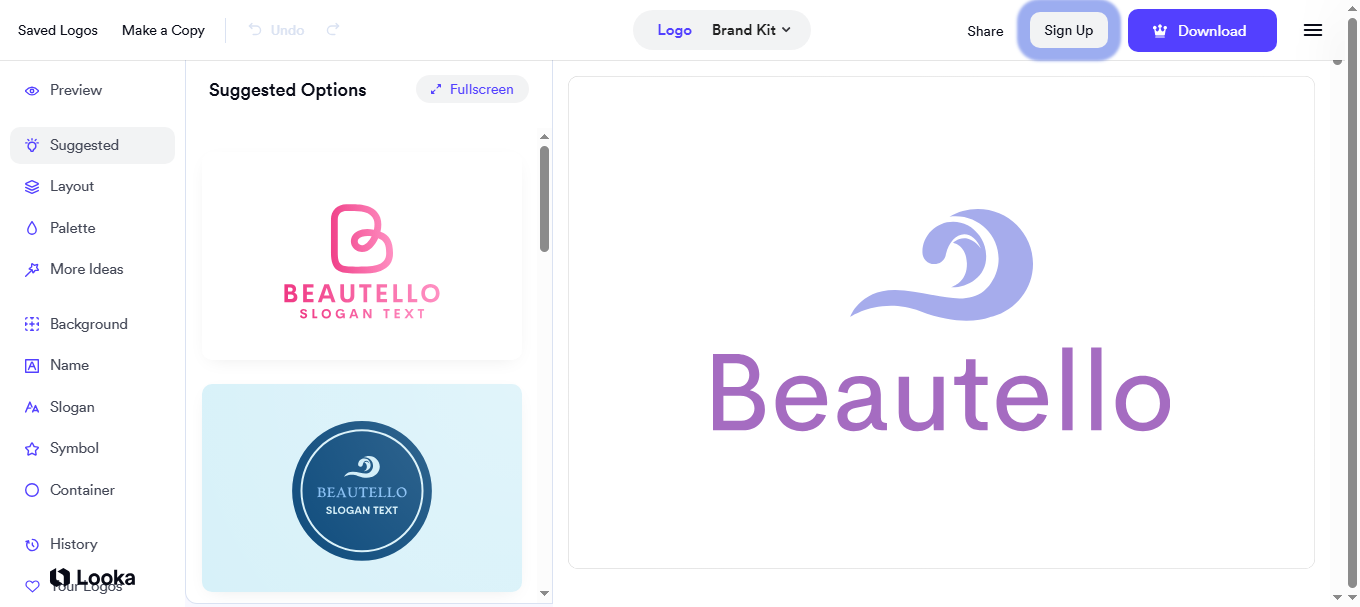 Saved Logos
Make a Copy
Undo
Logo
Brand Kit
Share
Sign Up
Download
Preview
Suggested
Layout
Palette
More Ideas
Background
Name
Slogan
Symbol
Container
History
Your Logos
Looka
Suggested Options
Fullscreen
BEAUTELLO
SLOGAN TEXT
BEAUTELLO
SLOGAN TEXT
Beautello